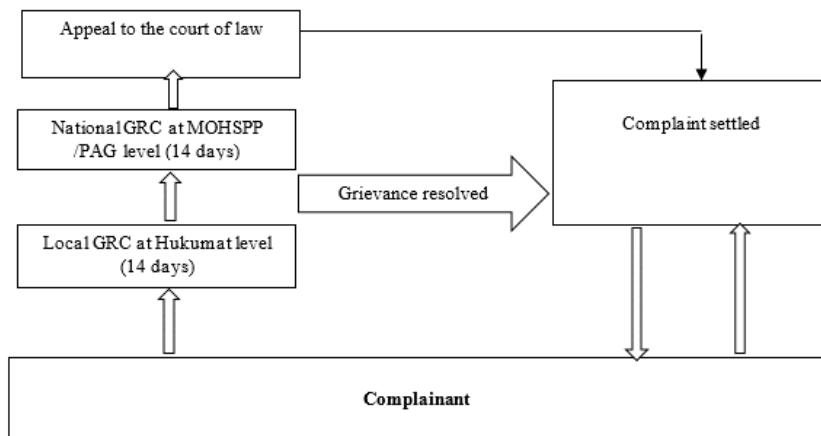 Appeal to the court of law
National GRC at MOHSPP
/PAG level (14 days)
Complaint settled
Grievance resolved
Local GRC at Hukumat level
(14 days)
Complainant